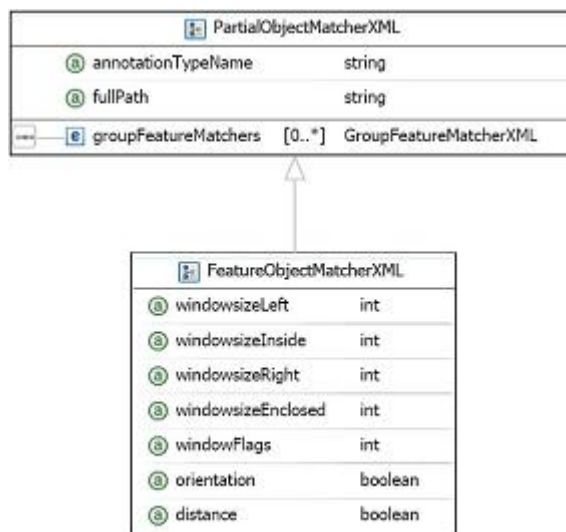 PartialObjectMatcherXML
annotationTypeName string
fullPath string
groupFeatureMatchers [0..*] GroupFeatureMatcherXML
FeatureObjectMatcherXML
windowsizeLeft int
windowsizeInside int
windowsizeRight int
windowsizeEnclosed int
windowFlags int
orientation boolean
distance boolean